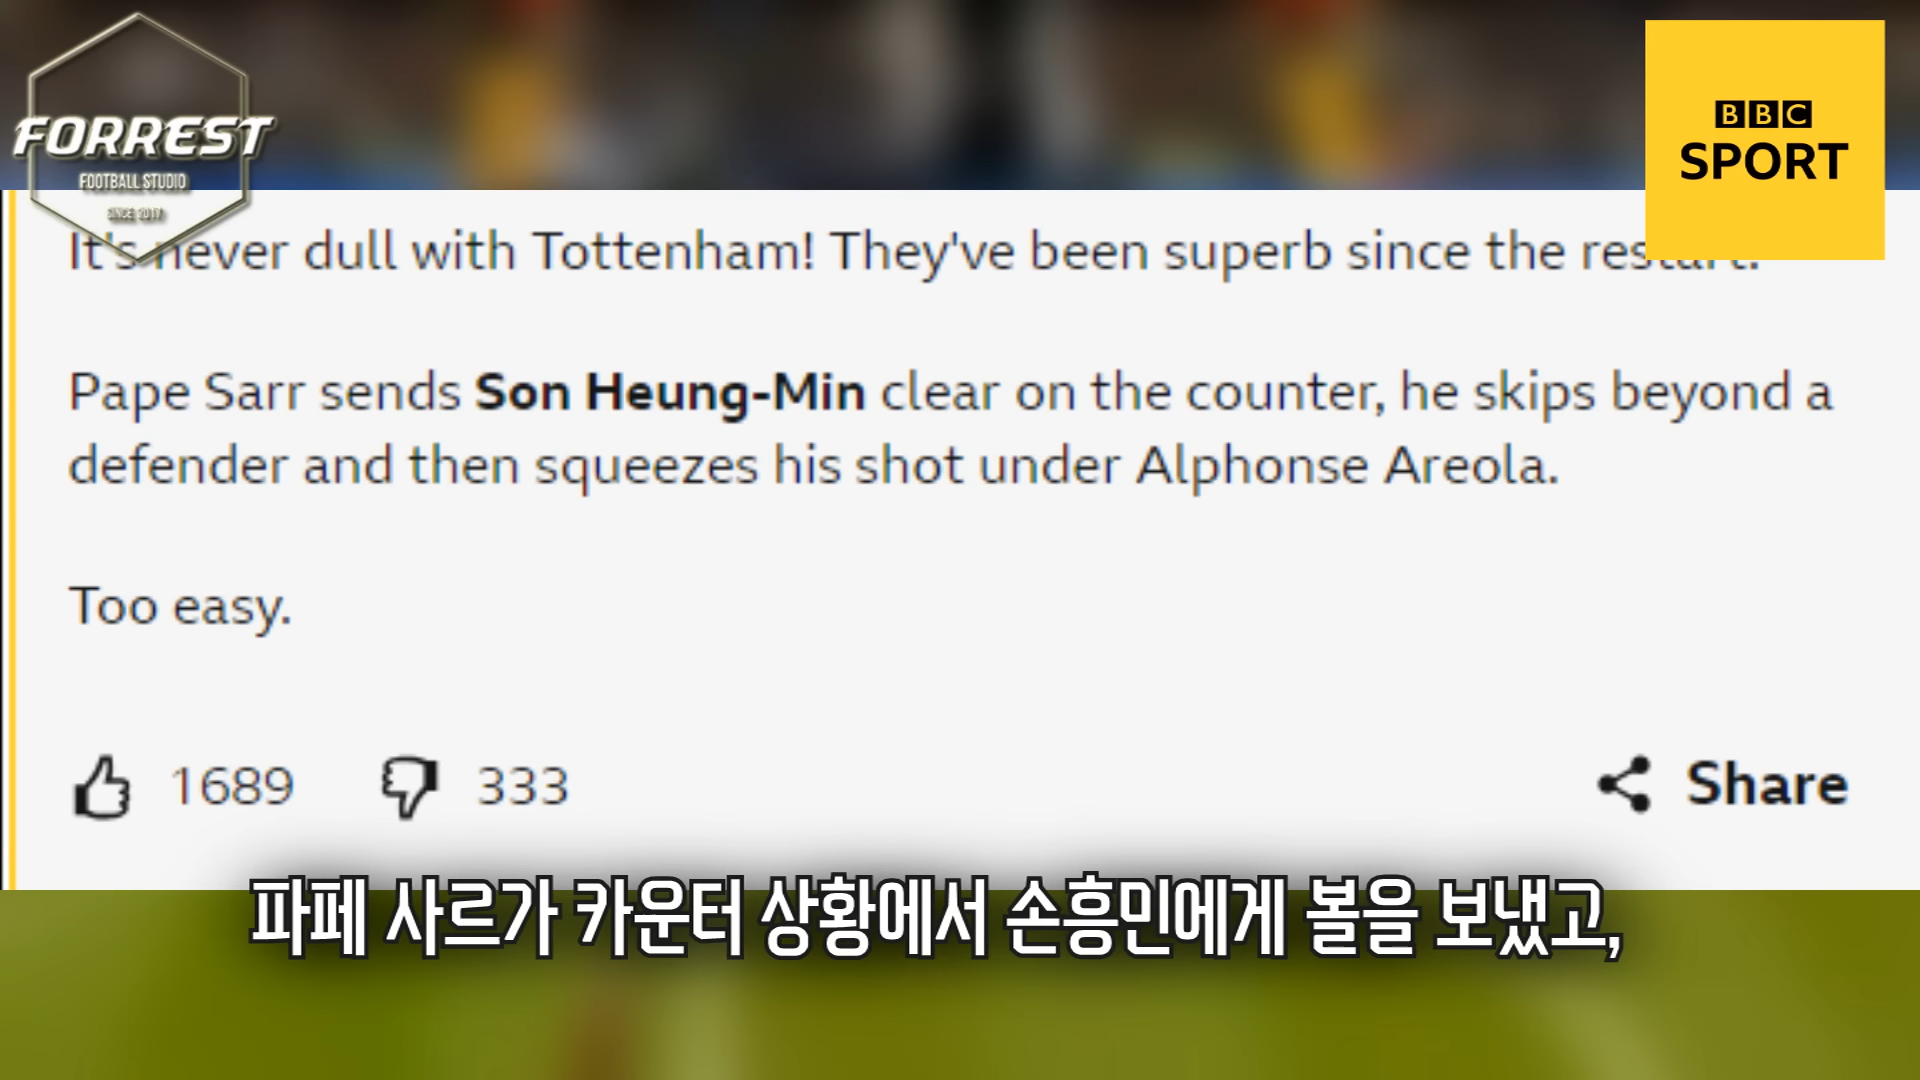 FORREST
FOOTBALL STUDIO
SINCE 2017
BBC
SPORT
It's never dull with Tottenham! They've been superb since the restart.
Pape Sarr sends Son Heung-Min clear on the counter, he skips beyond a
defender and then squeezes his shot under Alphonse Areola.
Too easy.
1689
333
Share
파페 사르가 카운터 상황에서 손흥민에게 볼을 보냈고,